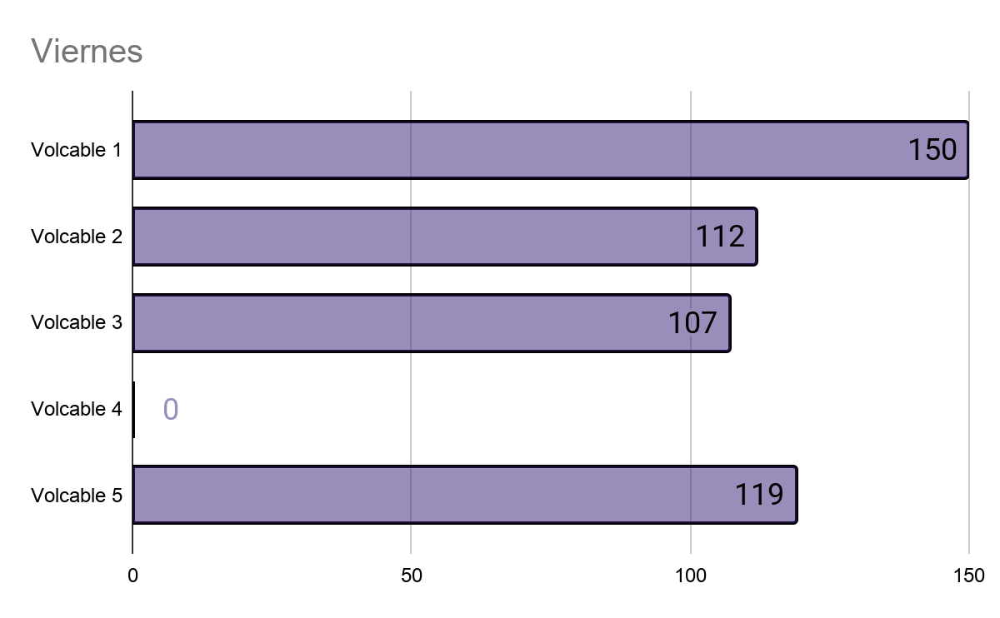 Viernes
Volcable 1 150
Volcable 2 112
Volcable 3 107
Volcable 4 0
Volcable 5 119
0 50 100 150